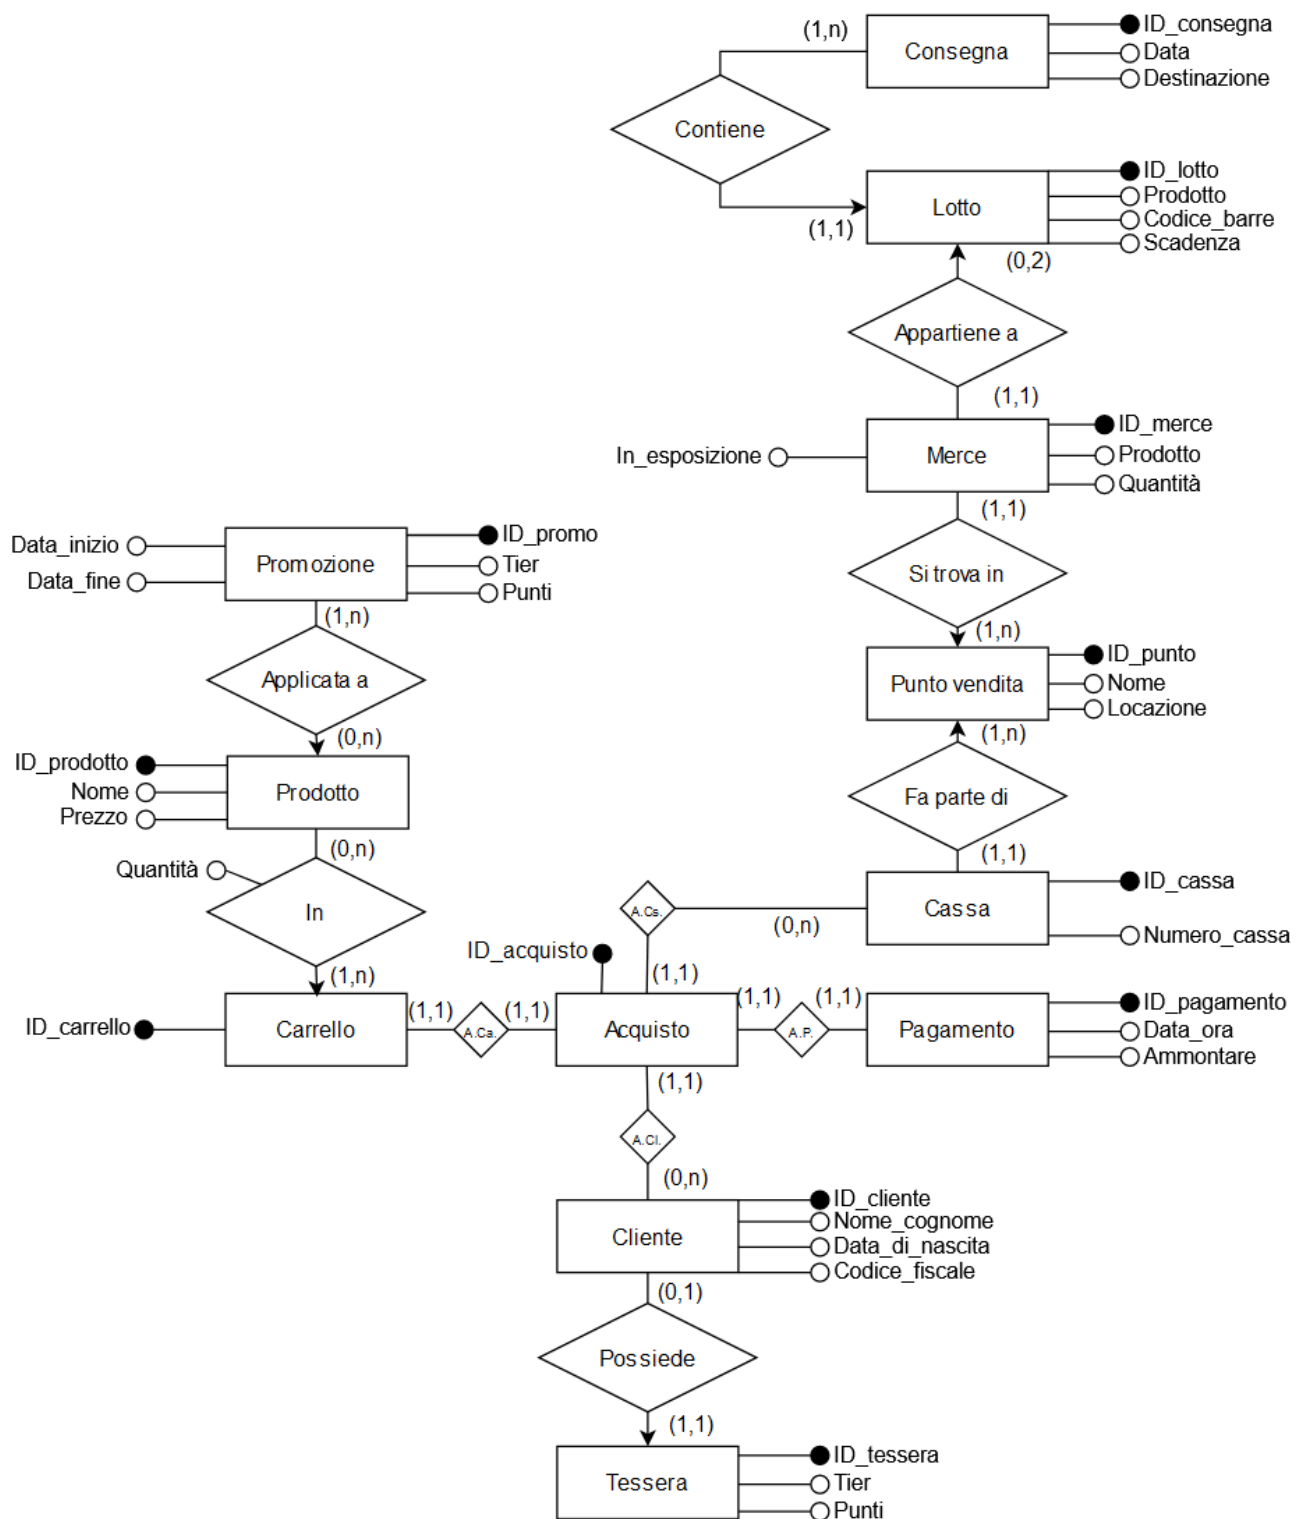 (1,n)
Consegna
ID_consegna
Data
Destinazione
Contiene
(1,1)
Lotto
ID_lotto
Prodotto
Codice_barre
Scadenza
(0,2)
Appartiene a
(1,1)
In_esposizione
Merce
ID_merce
Prodotto
Quantità
(1,1)
Si trova in
(1,n)
Punto vendita
ID_punto
Nome
Locazione
(1,n)
Fa parte di
(1,1)
Cassa
ID_cassa
Numero_cassa
Data_inizio
Data_fine
Promozione
ID_promo
Tier
Punti
(1,n)
Applicata a
(0,n)
ID_prodotto
Nome
Prezzo
Prodotto
(0,n)
Quantità
In
(1,n)
ID_carrello
Carrello
(1,1)
A.Ca.
(1,1)
ID_acquisto
Acquisto
A.Cs.
(0,n)
(1,1)
(1,1)
A.P.
(1,1)
Pagamento
ID_pagamento
Data_ora
Ammontare
(1,1)
A.Cl.
(0,n)
Cliente
ID_cliente
Nome_cognome
Data_di_nascita
Codice_fiscale
(0,1)
Possiede
(1,1)
Tessera
ID_tessera
Tier
Punti